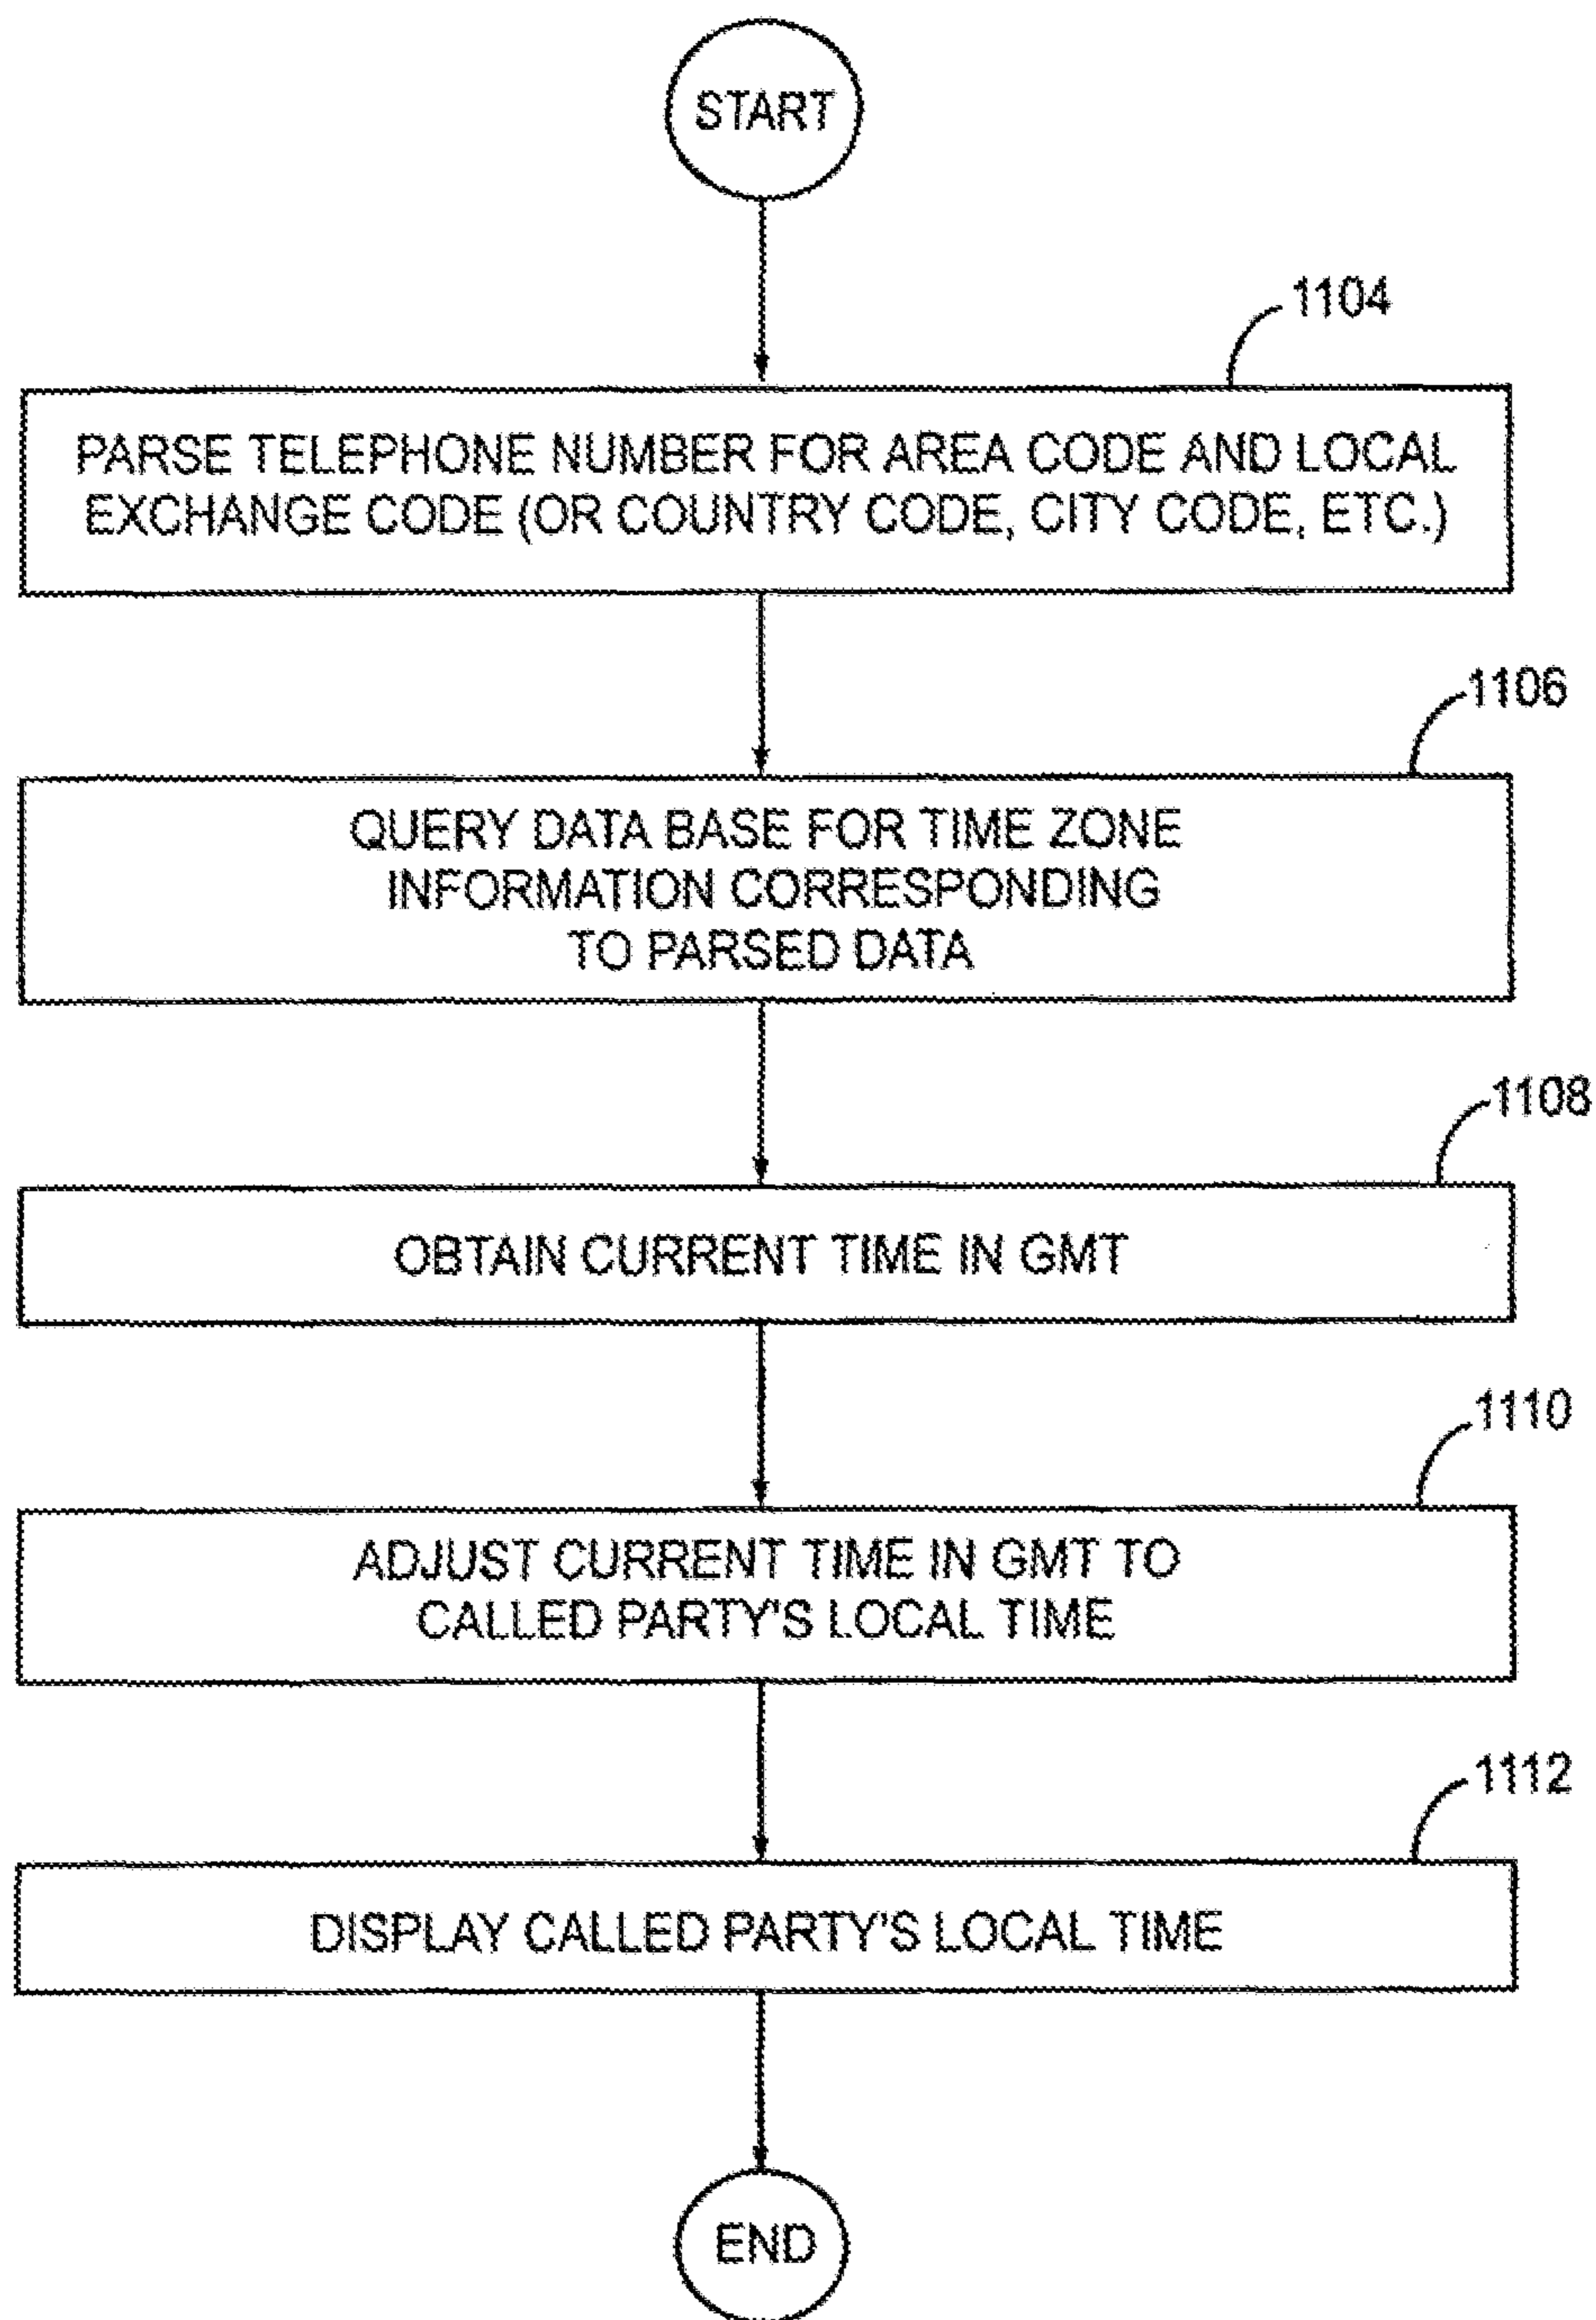 START
1104
PARSE TELEPHONE NUMBER FOR AREA CODE AND LOCAL
EXCHANGE CODE (OR COUNTRY CODE, CITY CODE, ETC.)
1106
QUERY DATA BASE FOR TIME ZONE
INFORMATION CORRESPONDING
TO PARSED DATA
1108
OBTAIN CURRENT TIME IN GMT
1110
ADJUST CURRENT TIME IN GMT TO
CALLED PARTY'S LOCAL TIME
1112
DISPLAY CALLED PARTY'S LOCAL TIME
END